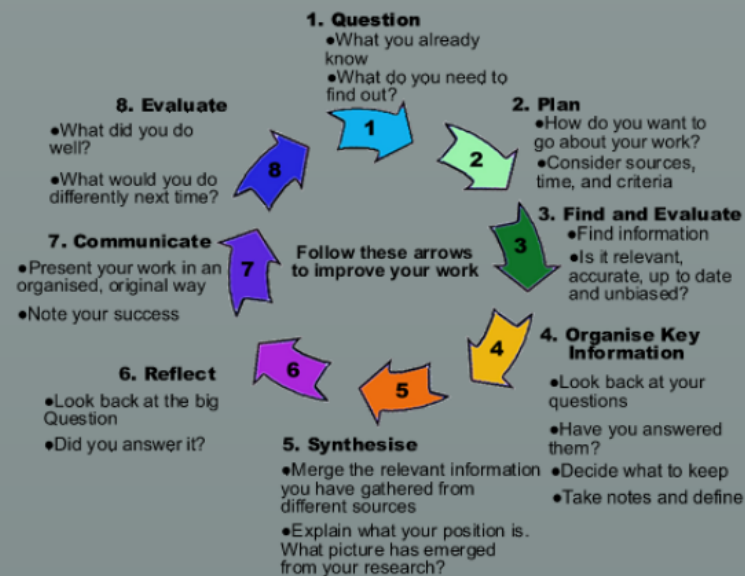 1. Question
●What you already
know
●What do you need to
find out?
2. Plan
●How do you want to
go about your work?
●Consider sources,
time, and criteria
3. Find and Evaluate
●Find information
●Is it relevant,
accurate, up to date
and unbiased?
4. Organise Key
Information
●Look back at your
questions
●Have you answered
them?
●Decide what to keep
●Take notes and define
5. Synthesise
●Merge the relevant information
you have gathered from
different sources
●Explain what your position is.
What picture has emerged
from your research?
6. Reflect
●Look back at the big
Question
●Did you answer it?
7. Communicate
●Present your work in an
organised, original way
●Note your success
8. Evaluate
●What did you do
well?
●What would you do
differently next time?
1
2
3
4
5
6
7
8
Follow these arrows
to improve your work